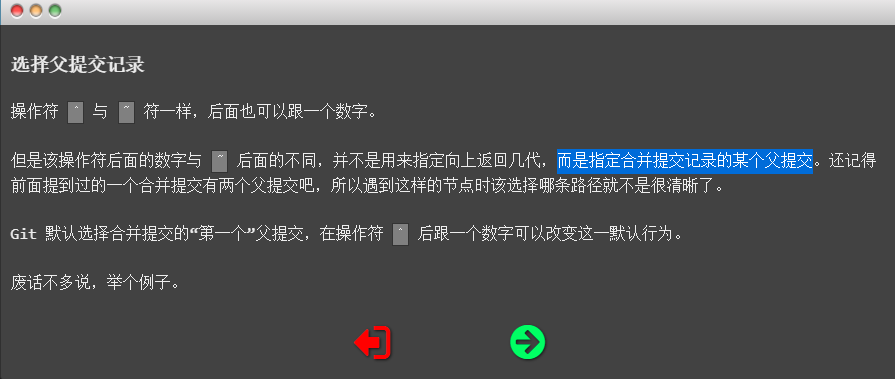 选择父提交记录
操作符 ^ 与 ~ 符一样，后面也可以跟一个数字。
但是该操作符后面的数字与 ~ 后面的不同，并不是用来指定向上返回几代，而是指定合并提交记录的某个父提交。还记得
前面提到过的一个合并提交有两个父提交吧，所以遇到这样的节点时该选择哪条路径就不是很清晰了。
Git 默认选择合并提交的“第一个”父提交，在操作符 ^ 后跟一个数字可以改变这一默认行为。
废话不多说，举个例子。